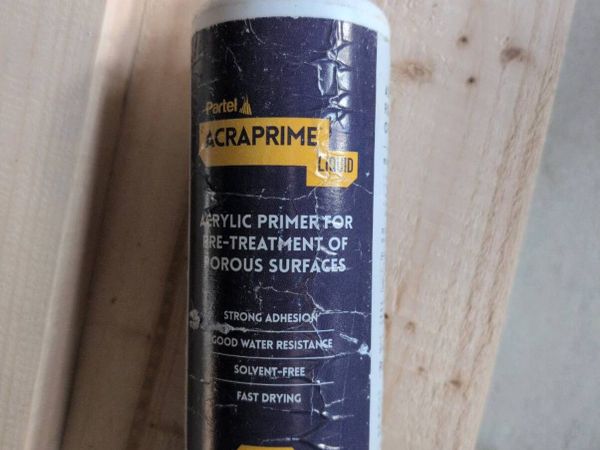 Partel
ACRAPRIME
LIQUID
ACRYLIC PRIMER FOR
PRE-TREATMENT OF
POROUS SURFACES
STRONG ADHESION
GOOD WATER RESISTANCE
SOLVENT-FREE
FAST DRYING